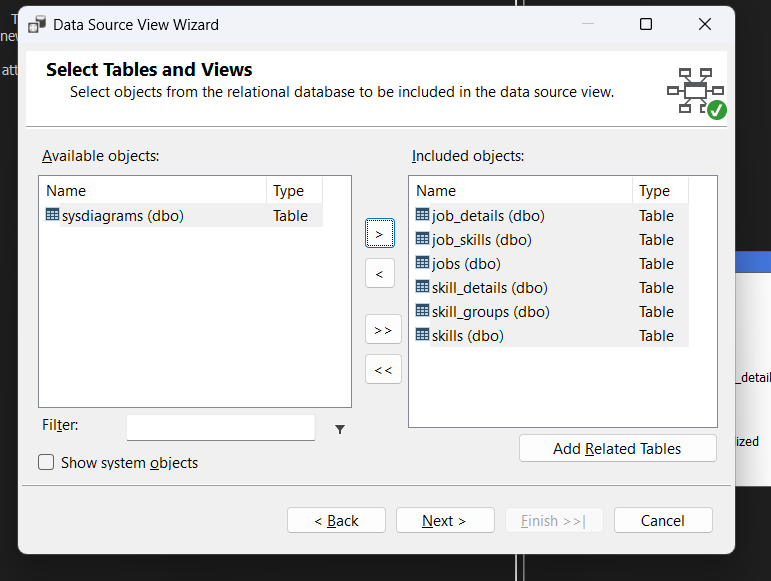 Data Source View Wizard
Select Tables and Views
Select objects from the relational database to be included in the data source view.
Available objects:
Name Type
sysdiagrams (dbo) Table
>
<
>>
<<
Included objects:
Name Type
job_details (dbo) Table
job_skills (dbo) Table
jobs (dbo) Table
skill_details (dbo) Table
skill_groups (dbo) Table
skills (dbo) Table
Filter:
Show system objects
Add Related Tables
< Back
Next >
Finish >>|
Cancel
T
new
att
_detail
ized